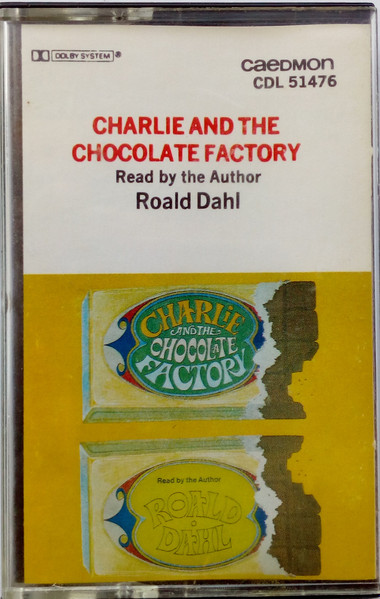 DOLBY SYSTEM®
CAEDMON
CDL 51476
CHARLIE AND THE
CHOCOLATE FACTORY
Read by the Author
Roald Dahl
CHARLIE
AND THE
CHOCOLATE
FACTORY
Read by the Author
ROALD
DAHL